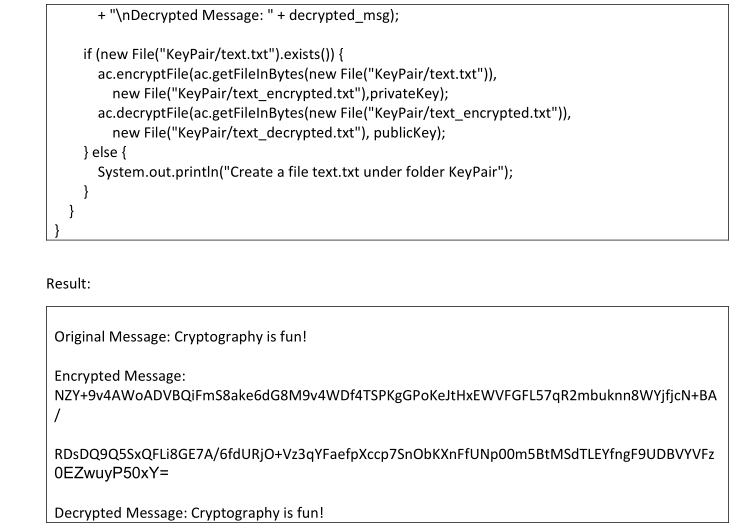 + "\nDecrypted Message: " + decrypted_msg);
if (new File("KeyPair/text.txt").exists()) {
ac.encryptFile(ac.getFileInBytes(new File("KeyPair/text.txt")),
new File("KeyPair/text_encrypted.txt"),privateKey);
ac.decryptFile(ac.getFileInBytes(new File("KeyPair/text_encrypted.txt")),
new File("KeyPair/text_decrypted.txt"), publicKey);
} else {
System.out.println("Create a file text.txt under folder KeyPair");
}
}
}
Result:
Original Message: Cryptography is fun!
Encrypted Message:
NZY+9v4AWoADVBQiFmS8ake6dG8M9v4WDf4TSPKgGPoKeJtHxEWVFGFL57qR2mbuknn8WYjfjcN+BA
/
RDsDQ9Q5SxQFLi8GE7A/6fdURjO+Vz3qYFaefpXccp7SnObKXnFfUNp00m5BtMSdTLEYfngF9UDBVYVFz
0EZwuyP50xY=
Decrypted Message: Cryptography is fun!